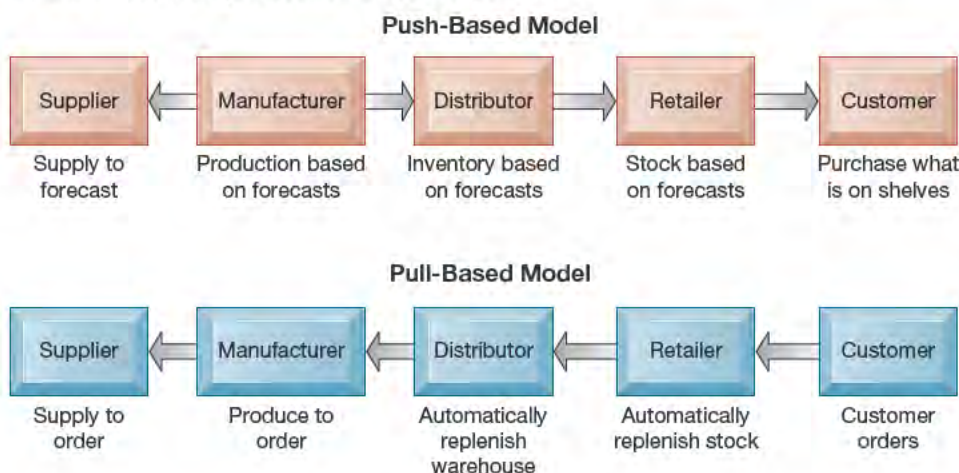 Push-Based Model
Supplier
Manufacturer
Distributor
Retailer
Customer
Supply to
forecast
Production based
on forecasts
Inventory based
on forecasts
Stock based
on forecasts
Purchase what
is on shelves
Pull-Based Model
Supplier
Manufacturer
Distributor
Retailer
Customer
Supply to
order
Produce to
order
Automatically
replenish
warehouse
Automatically
replenish stock
Customer
orders